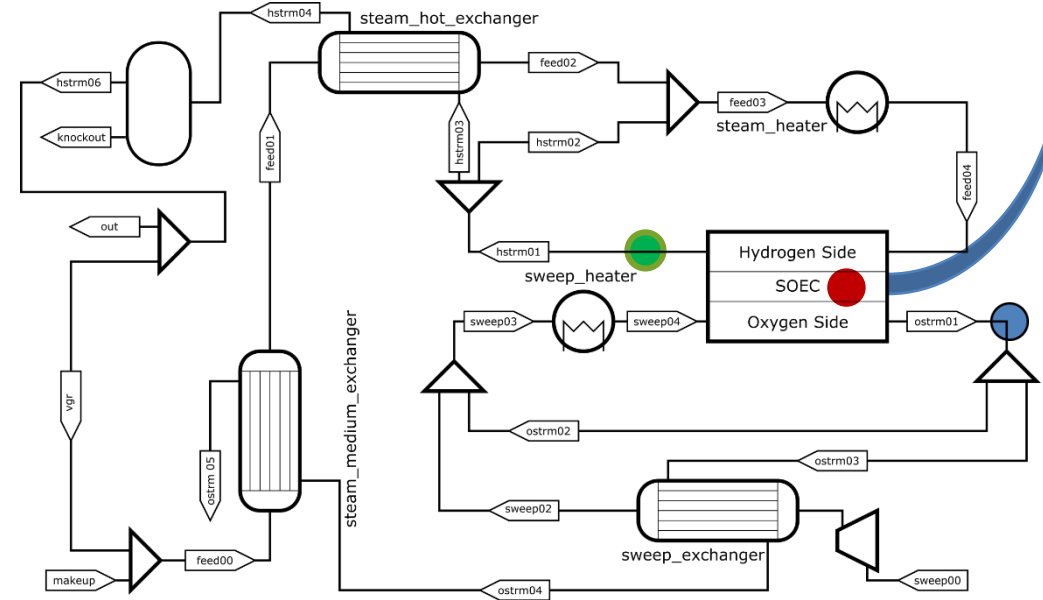 hstrm04
steam_hot_exchanger
feed02
hstrm06
knockout
feed01
hstrm03
hstrm02
feed03
steam_heater
feed04
out
hstrm01
Hydrogen Side
SOEC
Oxygen Side
sweep_heater
sweep03
sweep04
ostrm01
vgr
steam_medium_exchanger
ostrm 05
ostrm02
ostrm03
sweep02
sweep_exchanger
feed00
makeup
ostrm04
sweep00